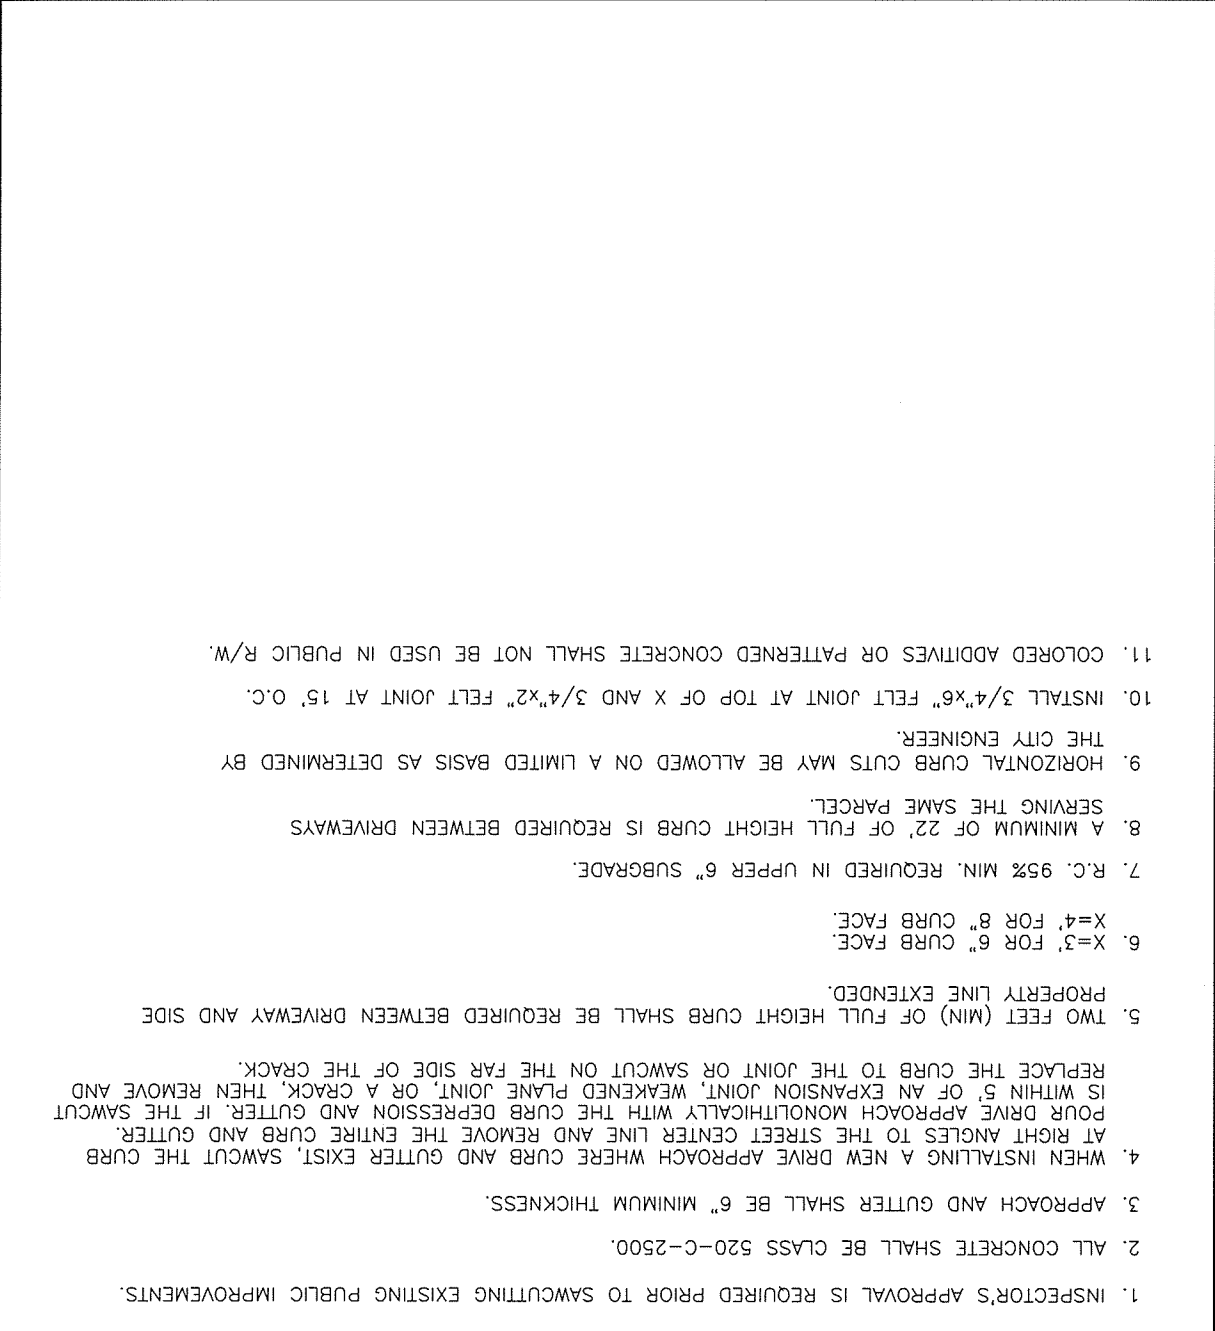 1. INSPECTOR'S APPROVAL IS REQUIRED PRIOR TO SAWCUTTING EXISTING PUBLIC IMPROVEMENTS.
2. ALL CONCRETE SHALL BE CLASS 520-C-2500.
3. APPROACH AND GUTTER SHALL BE 6" MINIMUM THICKNESS.
4. WHEN INSTALLING A NEW DRIVE APPROACH WHERE CURB AND GUTTER EXIST, SAWCUT THE CURB
AT RIGHT ANGLES TO THE STREET CENTER LINE AND REMOVE THE ENTIRE CURB AND GUTTER.
POUR DRIVE APPROACH MONOLITHICALLY WITH THE CURB DEPRESSION AND GUTTER. IF THE SAWCUT
IS WITHIN 5' OF AN EXPANSION JOINT, WEAKENED PLANE JOINT, OR A CRACK, THEN REMOVE AND
REPLACE THE CURB TO THE JOINT OR SAWCUT ON THE FAR SIDE OF THE CRACK.
5. TWO FEET (MIN) OF FULL HEIGHT CURB SHALL BE REQUIRED BETWEEN DRIVEWAY AND SIDE
PROPERTY LINE EXTENDED.
6. X=3' FOR 6" CURB FACE.
X=4' FOR 8" CURB FACE.
7. R.C. 95% MIN. REQUIRED IN UPPER 6" SUBGRADE.
8. A MINIMUM OF 22' OF FULL HEIGHT CURB IS REQUIRED BETWEEN DRIVEWAYS
SERVING THE SAME PARCEL.
9. HORIZONTAL CURB CUTS MAY BE ALLOWED ON A LIMITED BASIS AS DETERMINED BY
THE CITY ENGINEER.
10. INSTALL 3/4"x6" FELT JOINT AT TOP OF X AND 3/4"x2" FELT JOINT AT 15' O.C.
11. COLORED ADDITIVES OR PATTERNED CONCRETE SHALL NOT BE USED IN PUBLIC R/W.